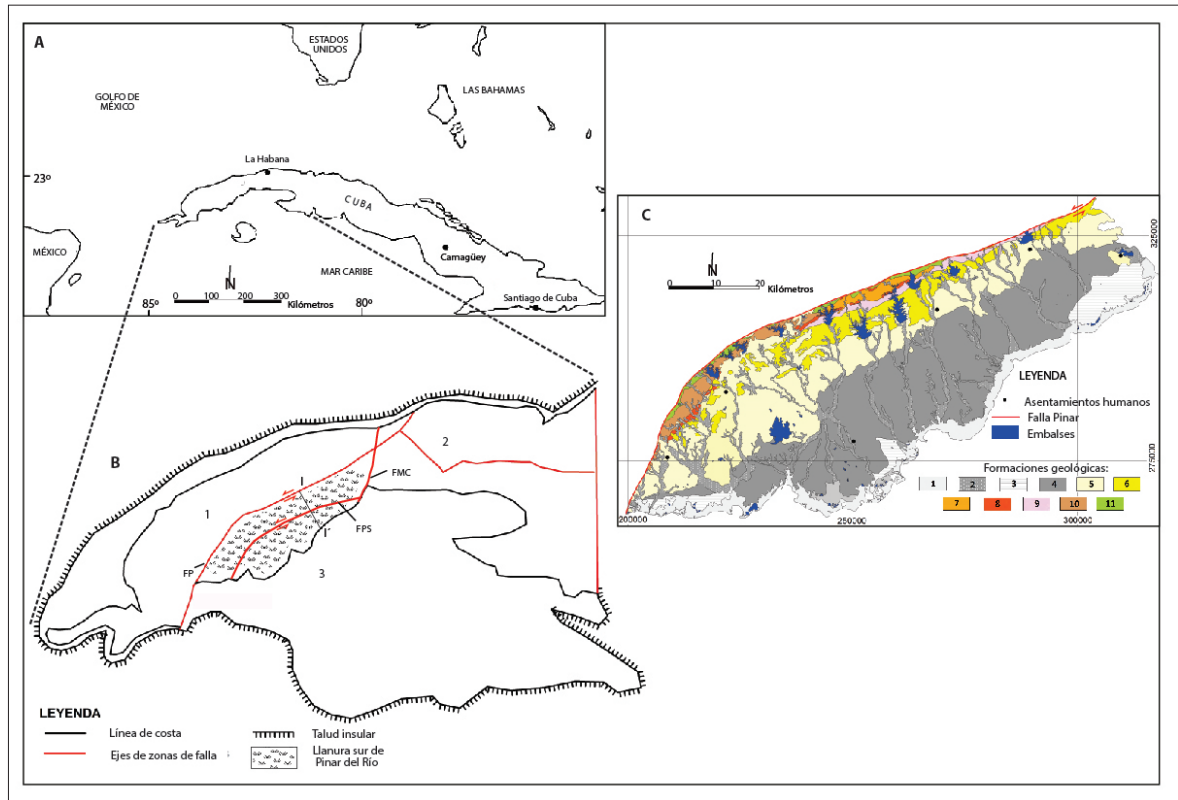 A
ESTADOS
UNIDOS
GOLFO DE
MÉXICO
LAS BAHAMAS
La Habana
23º
CUBA
MÉXICO
Camagüey
N
MAR CARIBE
0 100 200 300
Kilómetros
85º
80º
Santiago de Cuba
B
2
FMC
1
I
FPS
I'
FP
3
LEYENDA
Línea de costa
Talud insular
Ejes de zonas de falla
Llanura sur de
Pinar del Río
C
325000
N
0 10 20
Kilómetros
LEYENDA
Asentamientos humanos
Falla Pinar
Embalses
275000
Formaciones geológicas:
1 2 3 4 5 6
7 8 9 10 11
200000
250000
300000